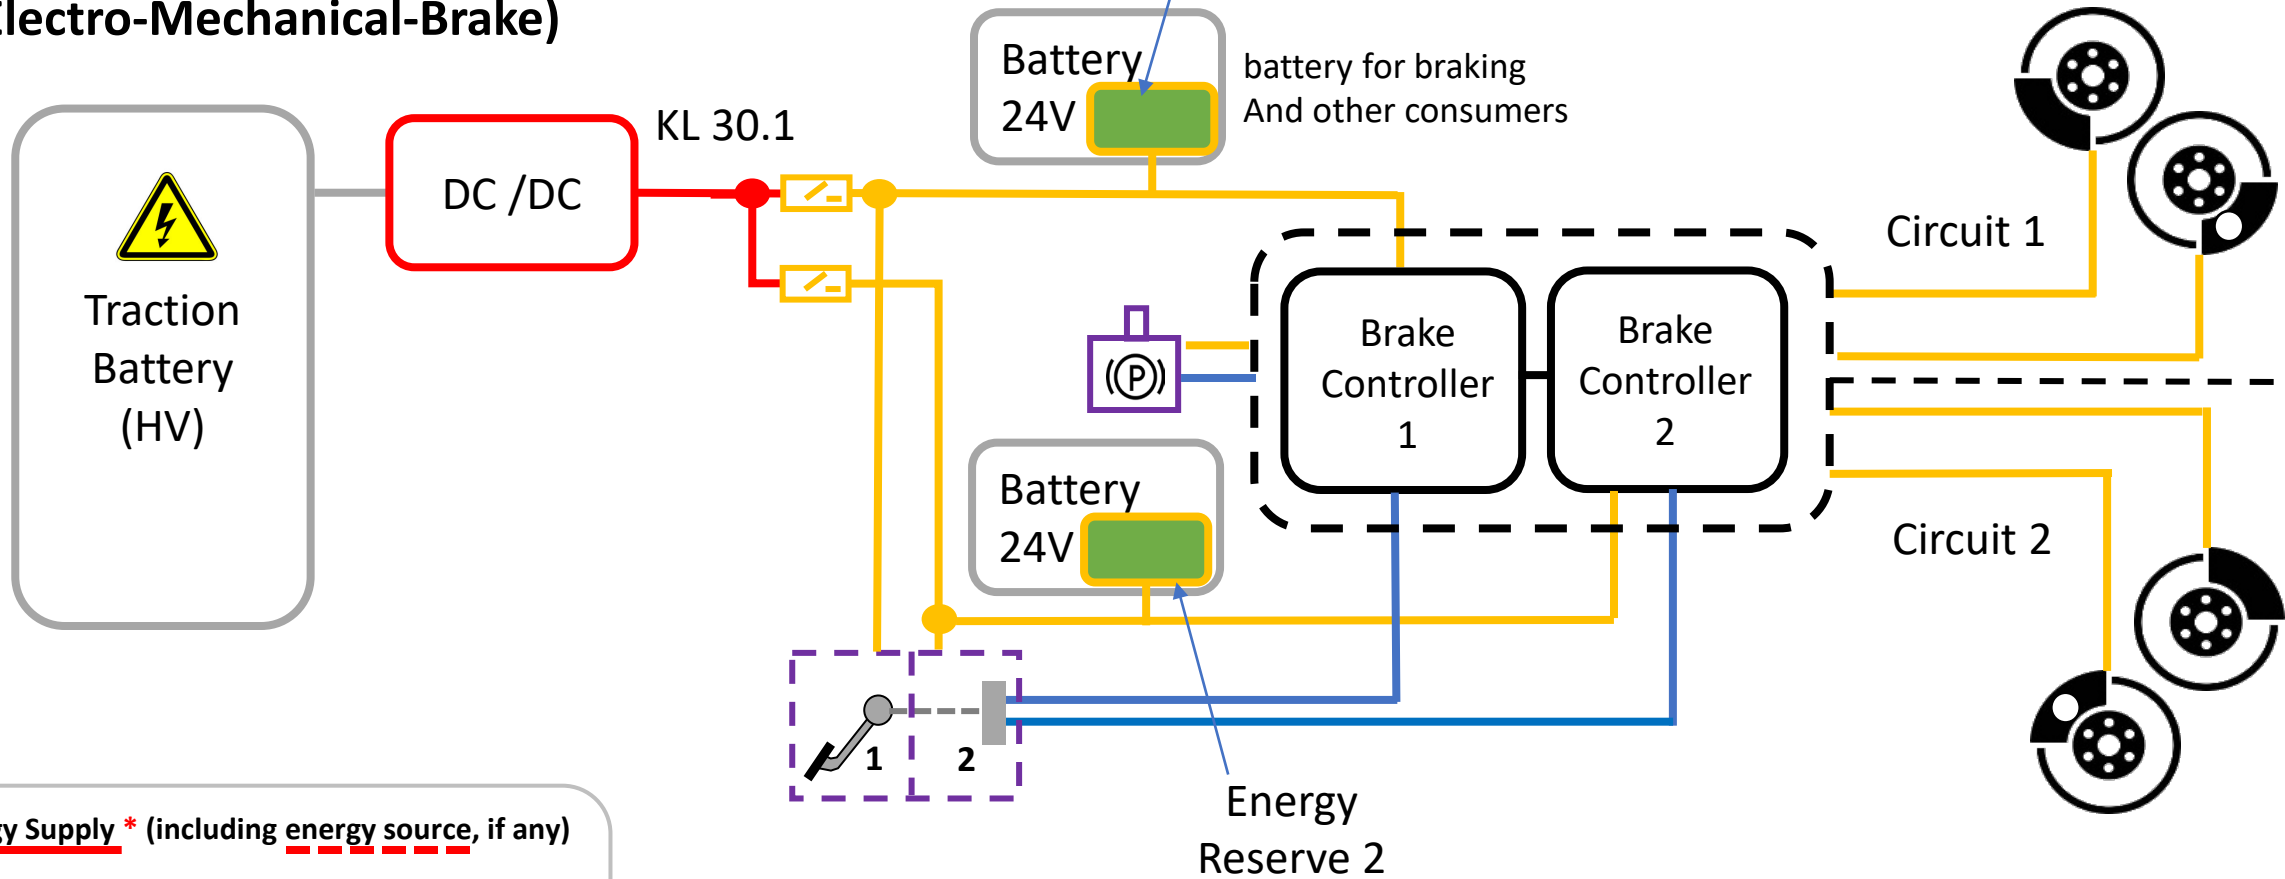 lectro-Mechanical-Brake)
Battery
24V
battery for braking
And other consumers
KL 30.1
DC /DC
Traction
Battery
(HV)
Circuit 1
Brake
Controller
1
Brake
Controller
2
(P)
Battery
24V
Circuit 2
1
2
Energy
Reserve 2
gy Supply * (including energy source, if any)